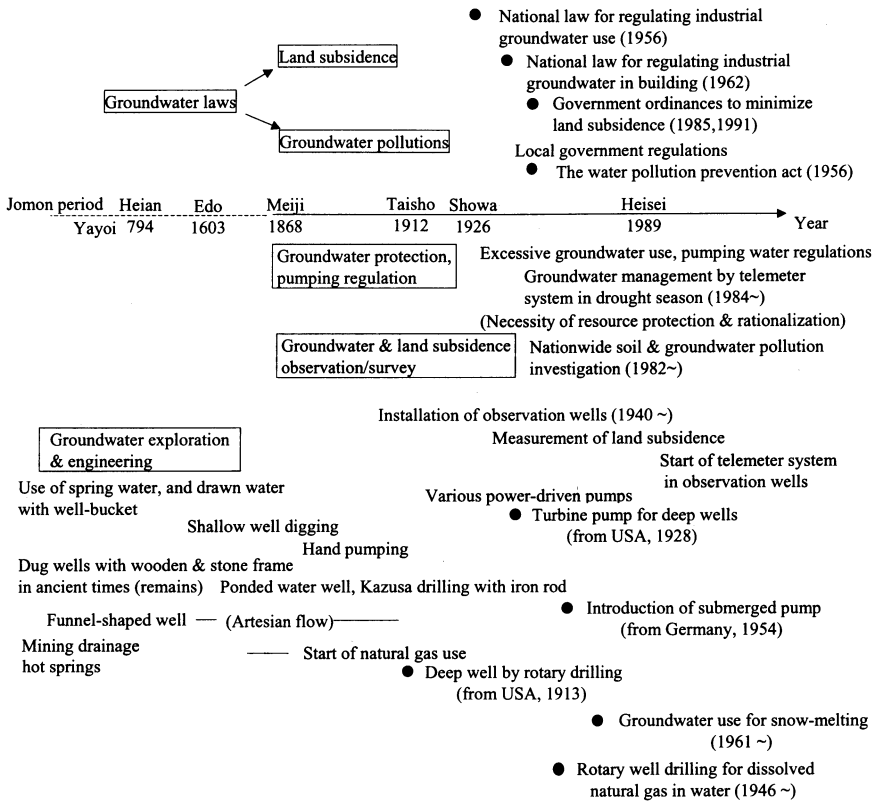 National law for regulating industrial
groundwater use (1956)
Land subsidence
National law for regulating industrial
groundwater in building (1962)
Groundwater laws
Government ordinances to minimize
land subsidence (1985,1991)
Groundwater pollutions
Local government regulations
The water pollution prevention act (1956)
Jomon period Heian Edo Meiji Taisho Showa Heisei
Yayoi 794 1603 1868 1912 1926 1989 Year
Groundwater protection,
pumping regulation
Excessive groundwater use, pumping water regulations
Groundwater management by telemeter
system in drought season (1984~)
(Necessity of resource protection & rationalization)
Groundwater & land subsidence
observation/survey
Nationwide soil & groundwater pollution
investigation (1982~)
Installation of observation wells (1940 ~)
Groundwater exploration
& engineering
Measurement of land subsidence
Start of telemeter system
in observation wells
Use of spring water, and drawn water
with well-bucket
Various power-driven pumps
Shallow well digging
Turbine pump for deep wells
(from USA, 1928)
Hand pumping
Dug wells with wooden & stone frame
in ancient times (remains) Ponded water well, Kazusa drilling with iron rod
Funnel-shaped well — (Artesian flow)——
Introduction of submerged pump
(from Germany, 1954)
Mining drainage
hot springs
Start of natural gas use
Deep well by rotary drilling
(from USA, 1913)
Groundwater use for snow-melting
(1961 ~)
Rotary well drilling for dissolved
natural gas in water (1946 ~)